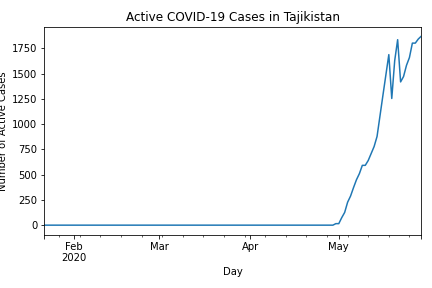 Active COVID-19 Cases in Tajikistan
Number of Active Cases
1750
1500
1250
1000
750
500
250
0
Feb
2020
Mar
Apr
May
Day